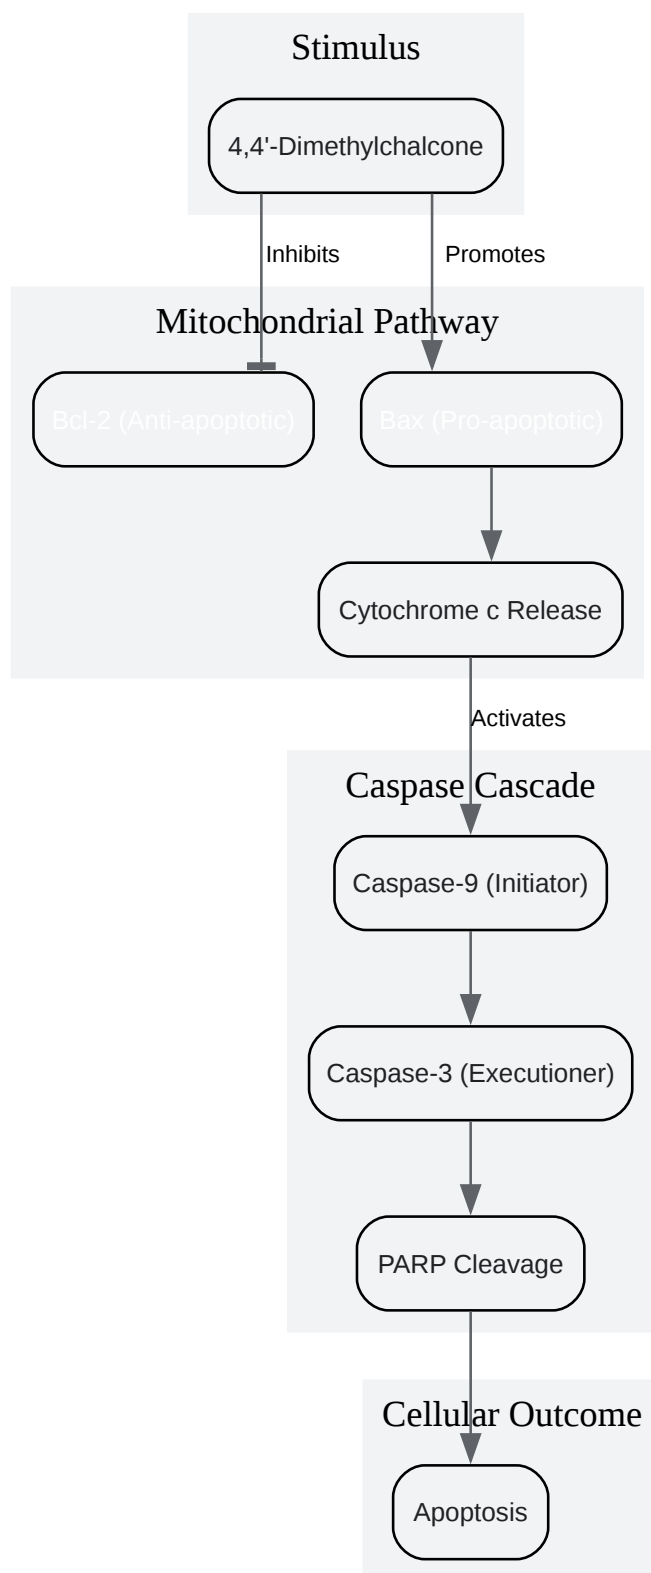 Stimulus
4,4'-Dimethylchalcone
Inhibits
Promotes
Mitochondrial Pathway
Bcl-2 (Anti-apoptotic)
Bax (Pro-apoptotic)
Cytochrome c Release
Activates
Caspase Cascade
Caspase-9 (Initiator)
Caspase-3 (Executioner)
PARP Cleavage
Cellular Outcome
Apoptosis